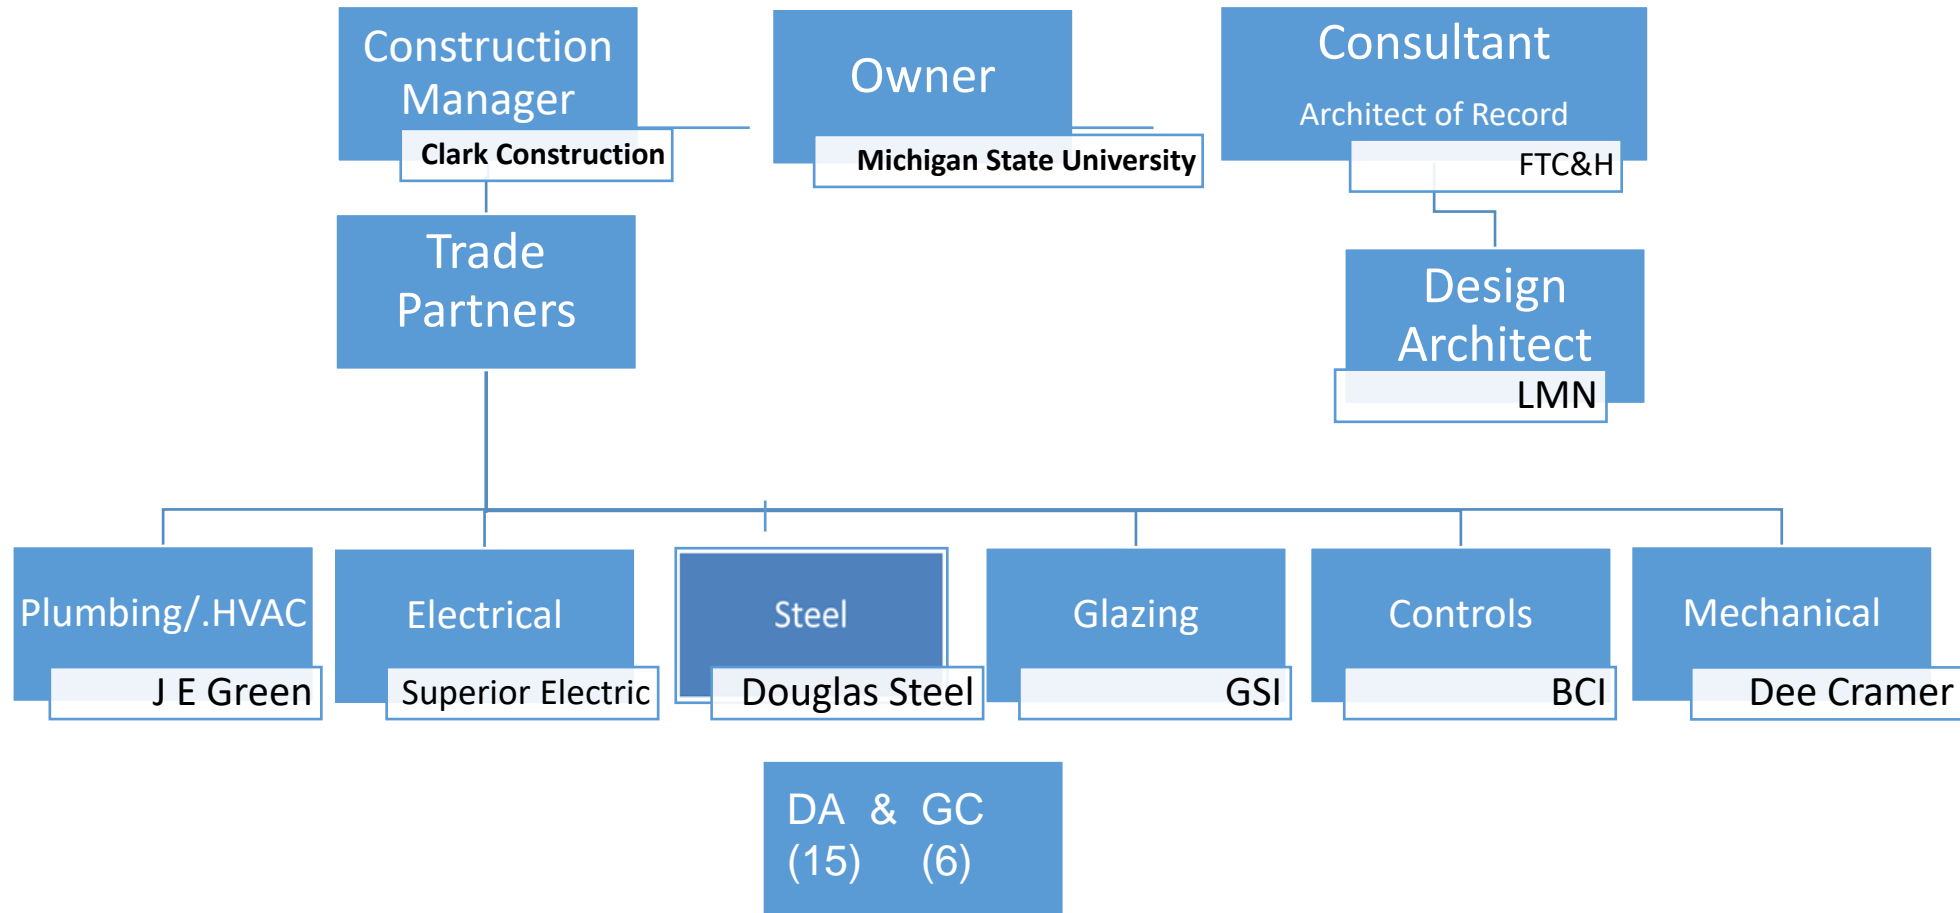 Construction
Manager
Clark Construction
Owner
Michigan State University
Consultant
Architect of Record
FTC&H
Trade
Partners
Design
Architect
LMN
Plumbing/.HVAC
J E Green
Electrical
Superior Electric
Steel
Douglas Steel
Glazing
GSI
Controls
BCI
Mechanical
Dee Cramer
DA & GC
(15) (6)